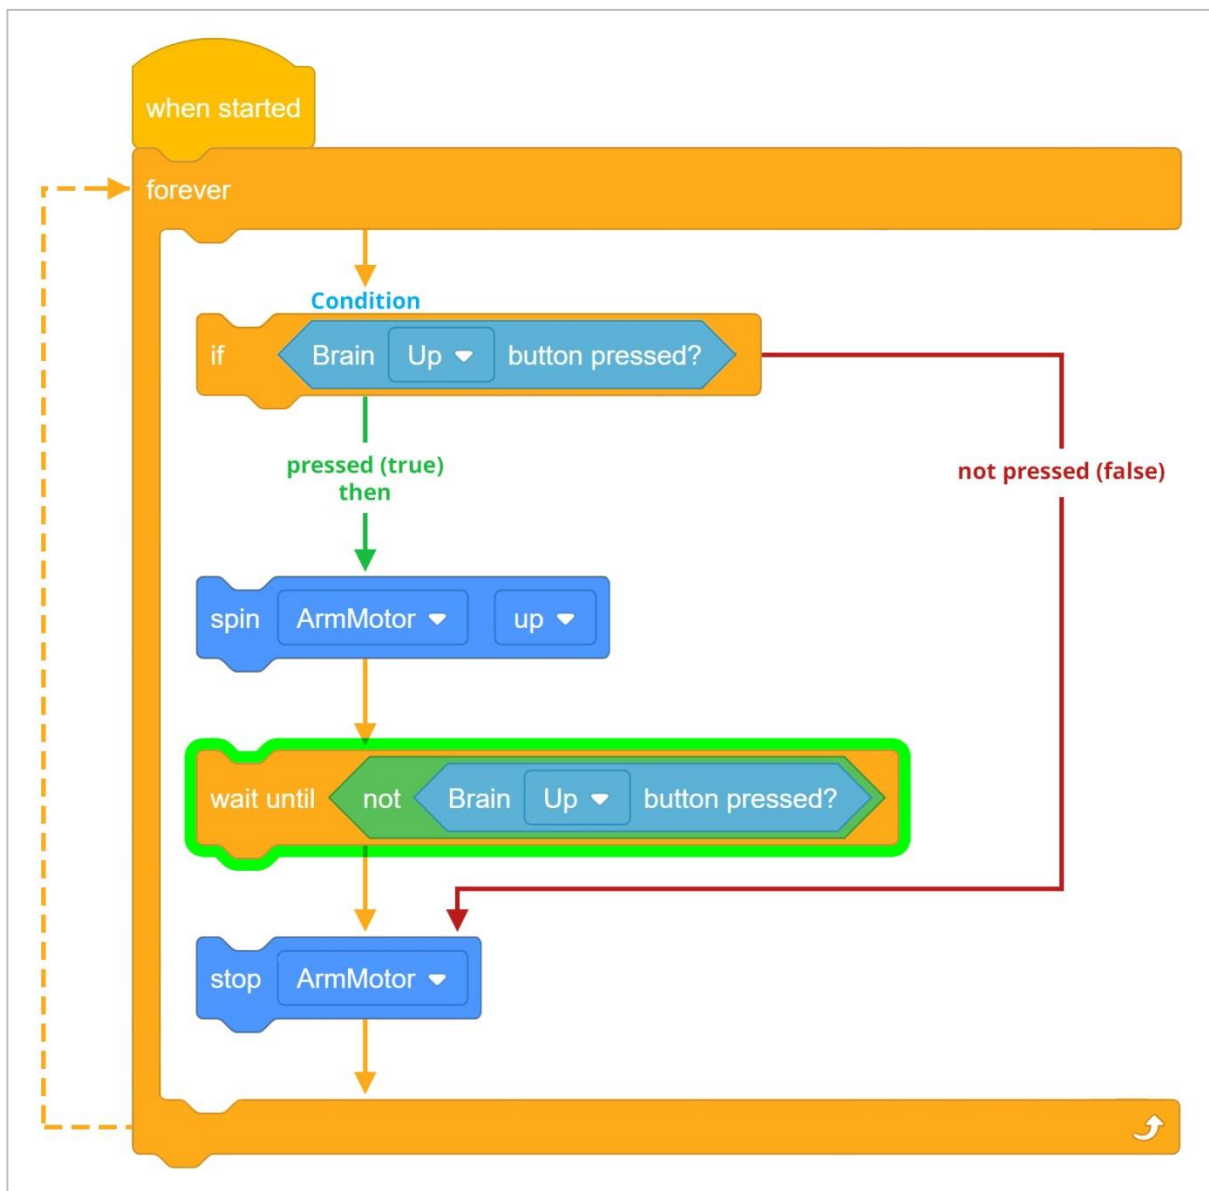 when started
forever
Condition
if Brain Up button pressed?
pressed (true)
then
not pressed (false)
spin ArmMotor up
wait until not Brain Up button pressed?
stop ArmMotor